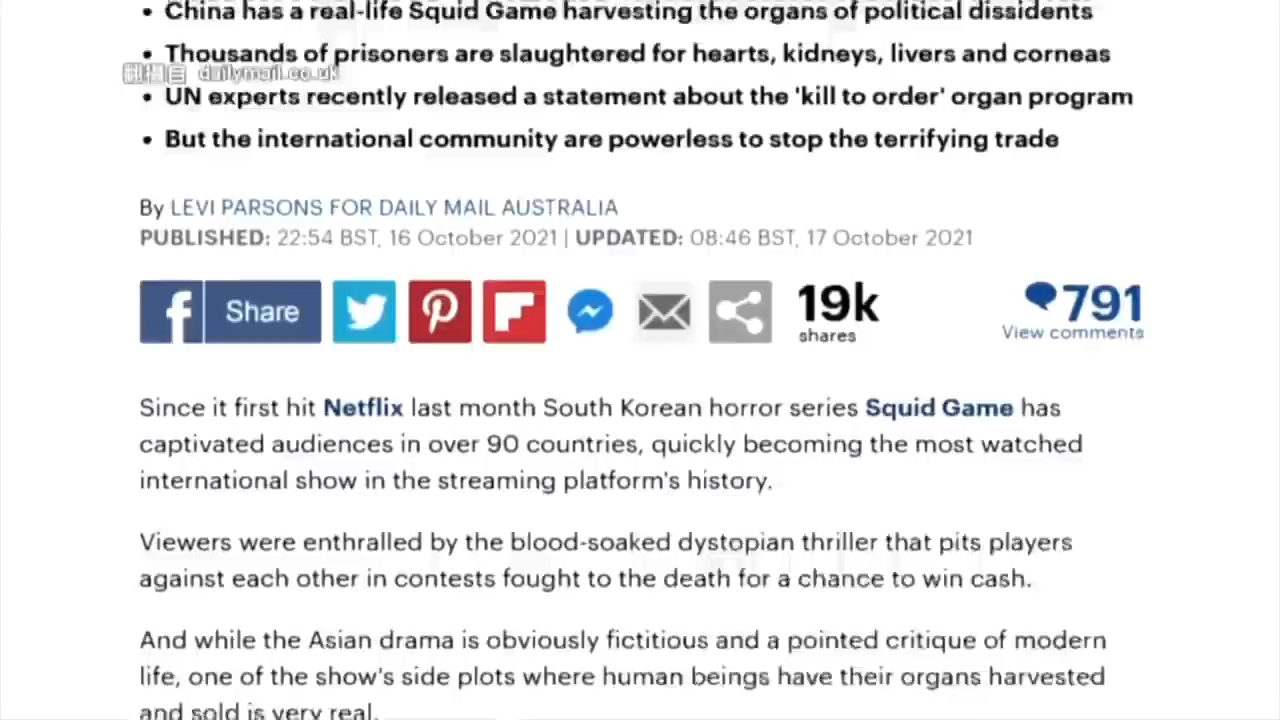 • China has a real-life Squid Game harvesting the organs of political dissidents
• Thousands of prisoners are slaughtered for hearts, kidneys, livers and corneas
翻攝自 dailymail.co.uk
• UN experts recently released a statement about the 'kill to order' organ program
• But the international community are powerless to stop the terrifying trade
By LEVI PARSONS FOR DAILY MAIL AUSTRALIA
PUBLISHED: 22:54 BST, 16 October 2021 | UPDATED: 08:46 BST, 17 October 2021
f Share 19k 791
shares View comments
Since it first hit Netflix last month South Korean horror series Squid Game has
captivated audiences in over 90 countries, quickly becoming the most watched
international show in the streaming platform's history.
Viewers were enthralled by the blood-soaked dystopian thriller that pits players
against each other in contests fought to the death for a chance to win cash.
And while the Asian drama is obviously fictitious and a pointed critique of modern
life, one of the show's side plots where human beings have their organs harvested
and sold is very real.